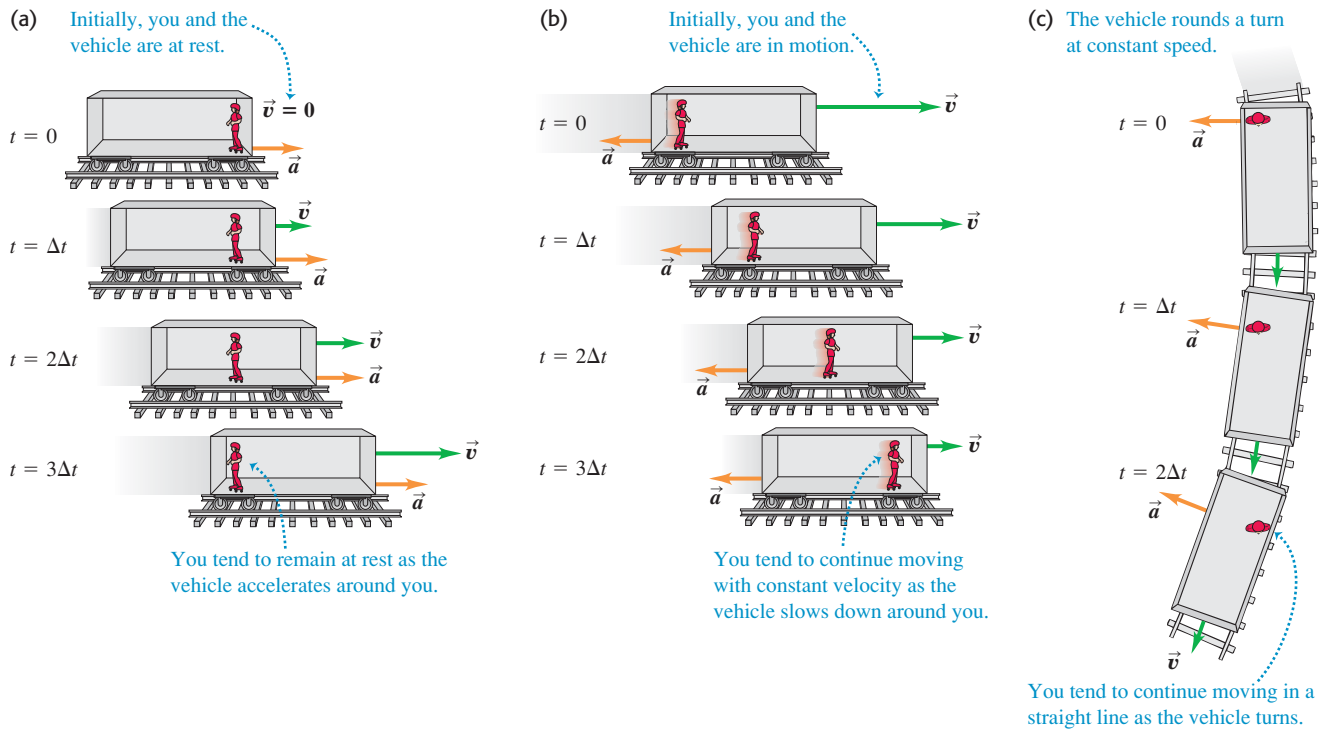 (a) Initially, you and the
vehicle are at rest.
t = 0
v⃗ = 0
a⃗
t = Δt
v⃗
a⃗
t = 2Δt
v⃗
a⃗
t = 3Δt
v⃗
a⃗
You tend to remain at rest as the
vehicle accelerates around you.
(b) Initially, you and the
vehicle are in motion.
t = 0
v⃗
a⃗
t = Δt
v⃗
a⃗
t = 2Δt
v⃗
a⃗
t = 3Δt
v⃗
a⃗
You tend to continue moving
with constant velocity as the
vehicle slows down around you.
(c) The vehicle rounds a turn
at constant speed.
t = 0
a⃗
t = Δt
a⃗
t = 2Δt
a⃗
v⃗
You tend to continue moving in a
straight line as the vehicle turns.